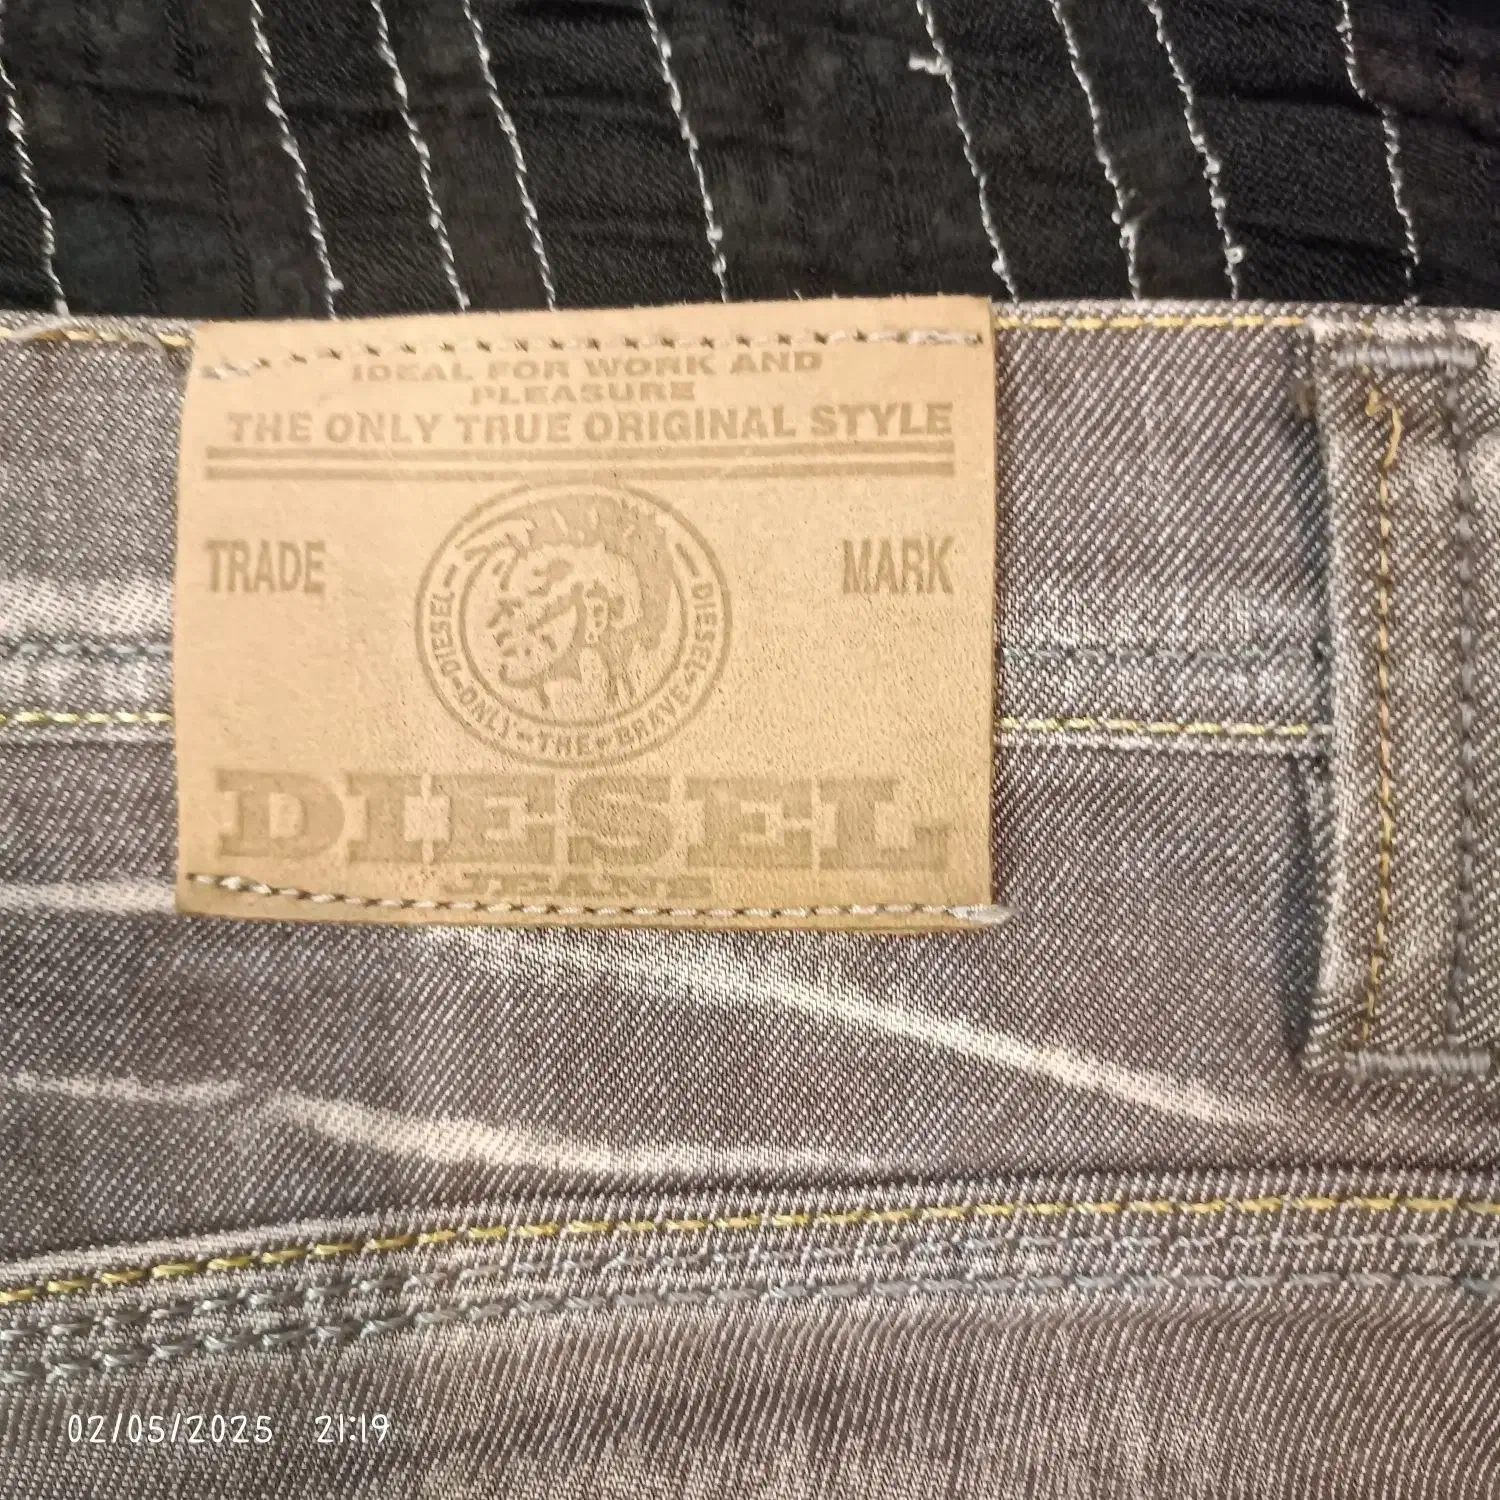 IDEAL FOR WORK AND
PLEASURE
THE ONLY TRUE ORIGINAL STYLE
TRADE MARK
DIESEL ONLY THE BRAVE DIESEL
DIESEL
JEANS
02/05/2025 21:19